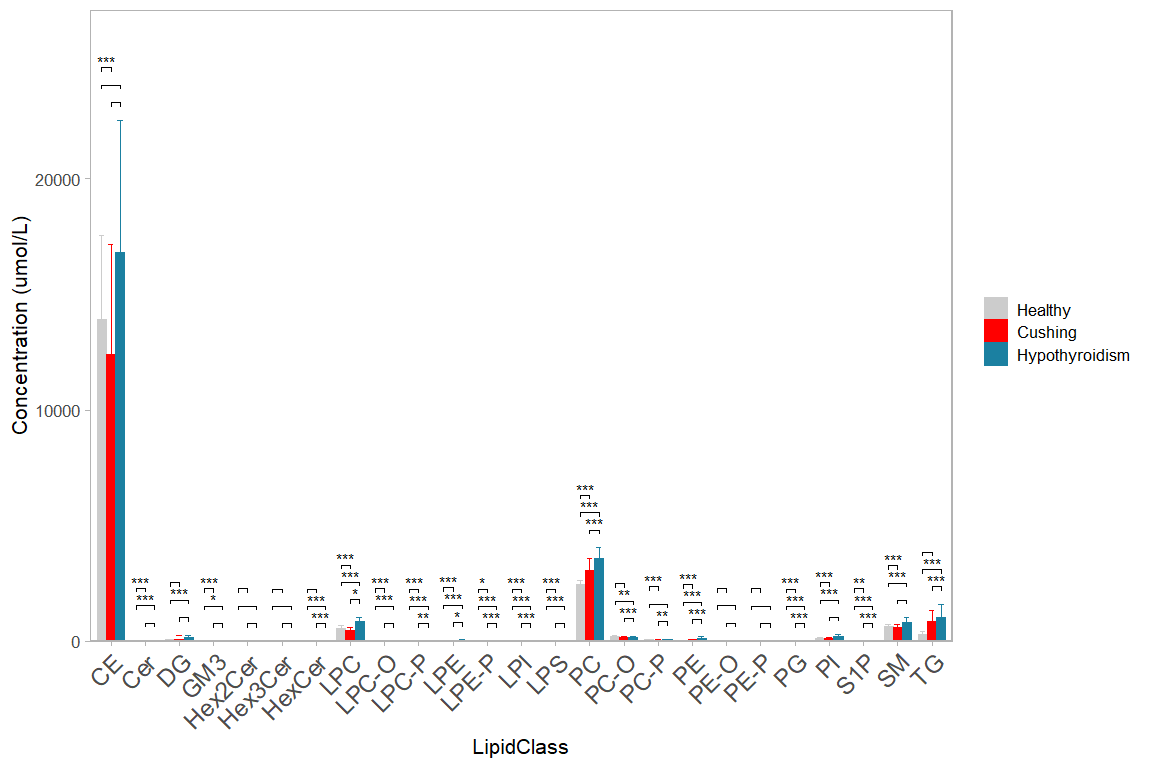 Concentration (umol/L)
20000
10000
0
***
***
***
***
***
***
*
***
***
***
***
*
***
***
***
***
**
***
***
*
*
***
***
***
***
***
***
***
***
***
***
**
***
***
**
***
***
*
***
***
***
***
***
**
***
***
***
***
***
***
CE
Cer
DG
GM3
Hex2Cer
Hex3Cer
HexCer
LPC
LPC-O
LPC-P
LPE
LPE-P
LPI
LPS
PC
PC-O
PC-P
PE
PE-O
PE-P
PG
PI
S1P
SM
TG
LipidClass
Healthy
Cushing
Hypothyroidism